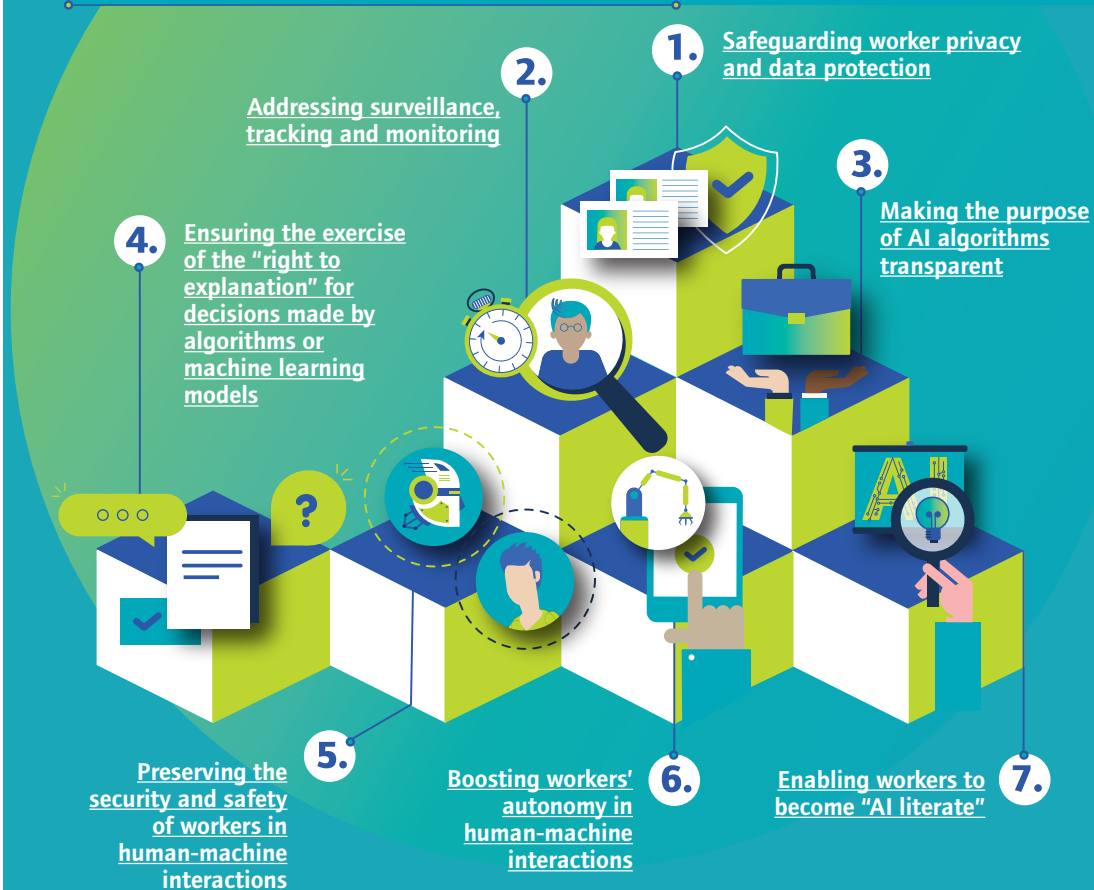 1.
Safeguarding worker privacy
and data protection
2.
Addressing surveillance,
tracking and monitoring
3.
Making the purpose
of AI algorithms
transparent
4.
Ensuring the exercise
of the “right to
explanation” for
decisions made by
algorithms or
machine learning
models
?
AI
5.
Preserving the
security and safety
of workers in
human-machine
interactions
6.
Boosting workers’
autonomy in
human-machine
interactions
7.
Enabling workers to
become “AI literate”